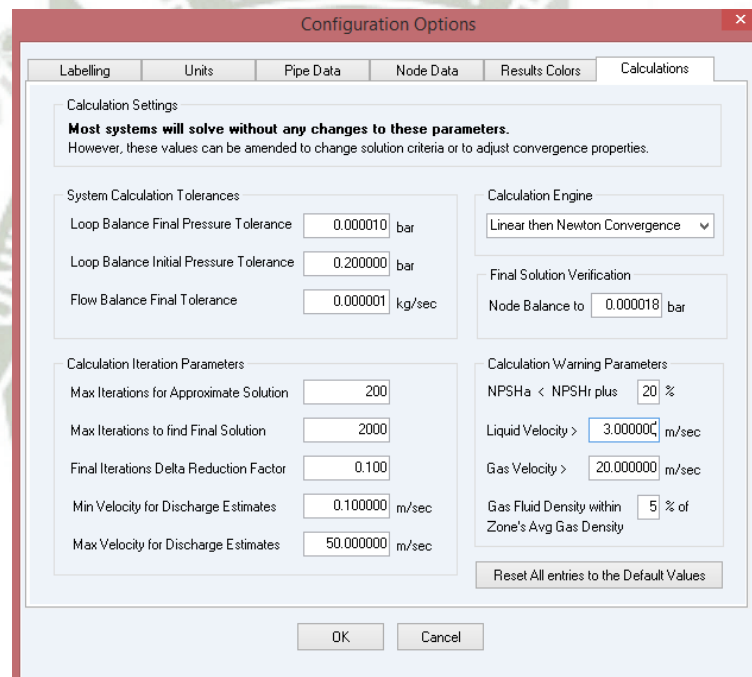 Configuration Options
Labelling
Units
Pipe Data
Node Data
Results Colors
Calculations
Calculation Settings
Most systems will solve without any changes to these parameters.
However, these values can be amended to change solution criteria or to adjust convergence properties.
System Calculation Tolerances
Loop Balance Final Pressure Tolerance 0.000010 bar
Loop Balance Initial Pressure Tolerance 0.200000 bar
Flow Balance Final Tolerance 0.000001 kg/sec
Calculation Engine
Linear then Newton Convergence
Final Solution Verification
Node Balance to 0.000018 bar
Calculation Iteration Parameters
Max Iterations for Approximate Solution 200
Max Iterations to find Final Solution 2000
Final Iterations Delta Reduction Factor 0.100
Min Velocity for Discharge Estimates 0.100000 m/sec
Max Velocity for Discharge Estimates 50.000000 m/sec
Calculation Warning Parameters
NPSHa < NPSHr plus 20 %
Liquid Velocity > 3.000000 m/sec
Gas Velocity > 20.000000 m/sec
Gas Fluid Density within 5 % of
Zone's Avg Gas Density
Reset All entries to the Default Values
OK
Cancel